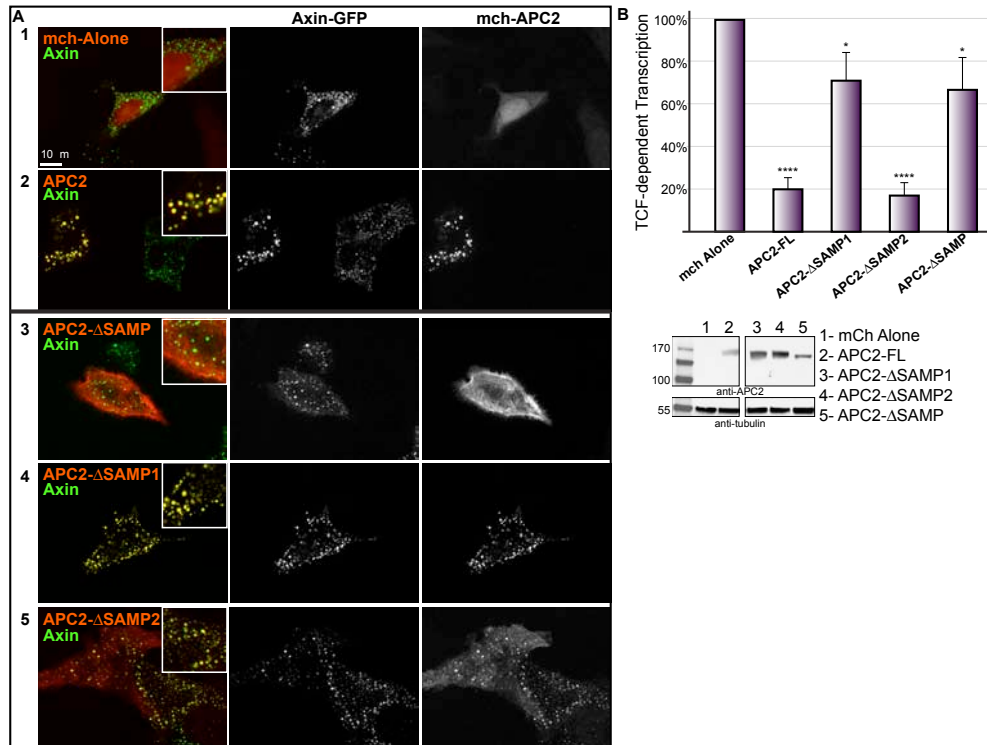 A
Axin-GFP
mch-APC2
1
mch-Alone
Axin
10 m
2
APC2
Axin
3
APC2-ΔSAMP
Axin
4
APC2-ΔSAMP1
Axin
5
APC2-ΔSAMP2
Axin
B
TCF-dependent Transcription
100%
80%
60%
40%
20%
****
*
****
*
mch Alone
APC2-FL
APC2-ΔSAMP1
APC2-ΔSAMP2
APC2-ΔSAMP
1 2 3 4 5
170
100
anti-APC2
55
anti-tubulin
1- mCh Alone
2- APC2-FL
3- APC2-ΔSAMP1
4- APC2-ΔSAMP2
5- APC2-ΔSAMP